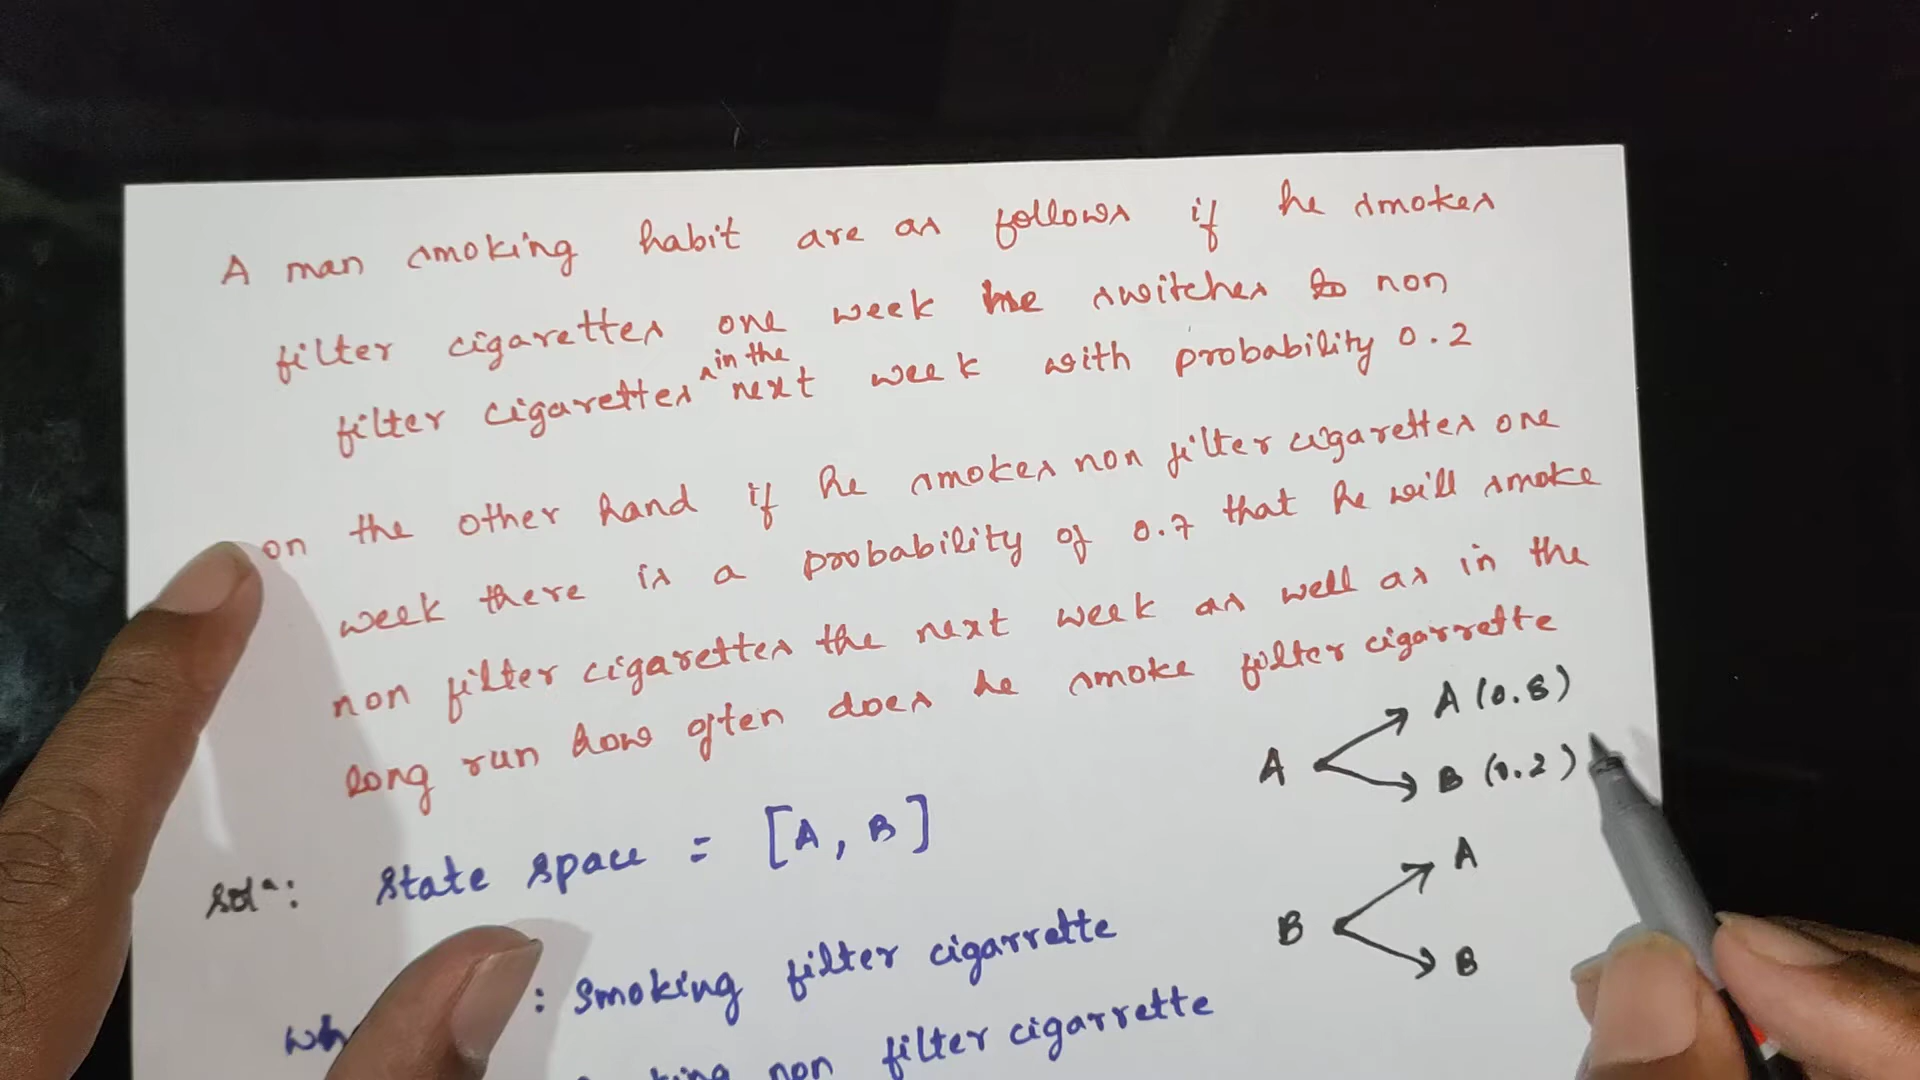 A man smoking habit are as follows if he smokes
filter cigarettes one week he switches to non
filter cigarettes ^ in the next week with probability 0.2
on the other hand if he smokes non filter cigarettes one
week there is a probability of 0.7 that he will smoke
non filter cigarettes the next week as well as in the
long run how often does he smoke filter cigarrette
A A (0.8)
B (0.2)
B A
B
Solⁿ: State space = [A, B]
: Smoking filter cigarrette
non filter cigarrette